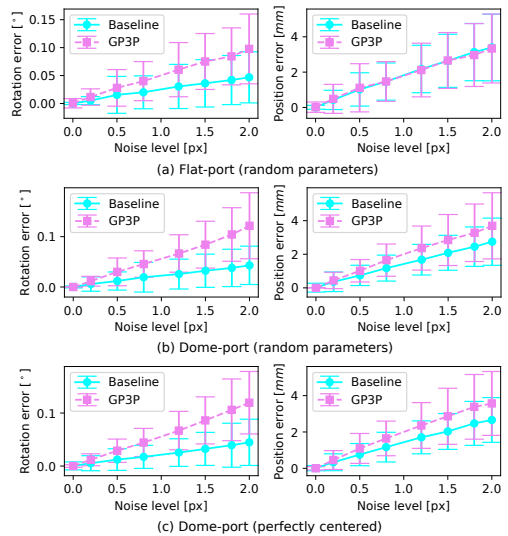 Rotation error [°]
0.15
0.10
0.05
0.00
Baseline
GP3P
0.0 0.5 1.0 1.5 2.0
Noise level [px]
Position error [mm]
4
2
0
Baseline
GP3P
0.0 0.5 1.0 1.5 2.0
Noise level [px]
(a) Flat-port (random parameters)
Rotation error [°]
0.1
0.0
Baseline
GP3P
0.0 0.5 1.0 1.5 2.0
Noise level [px]
Position error [mm]
4
2
0
Baseline
GP3P
0.0 0.5 1.0 1.5 2.0
Noise level [px]
(b) Dome-port (random parameters)
Rotation error [°]
0.1
0.0
Baseline
GP3P
0.0 0.5 1.0 1.5 2.0
Noise level [px]
Position error [mm]
4
2
0
Baseline
GP3P
0.0 0.5 1.0 1.5 2.0
Noise level [px]
(c) Dome-port (perfectly centered)